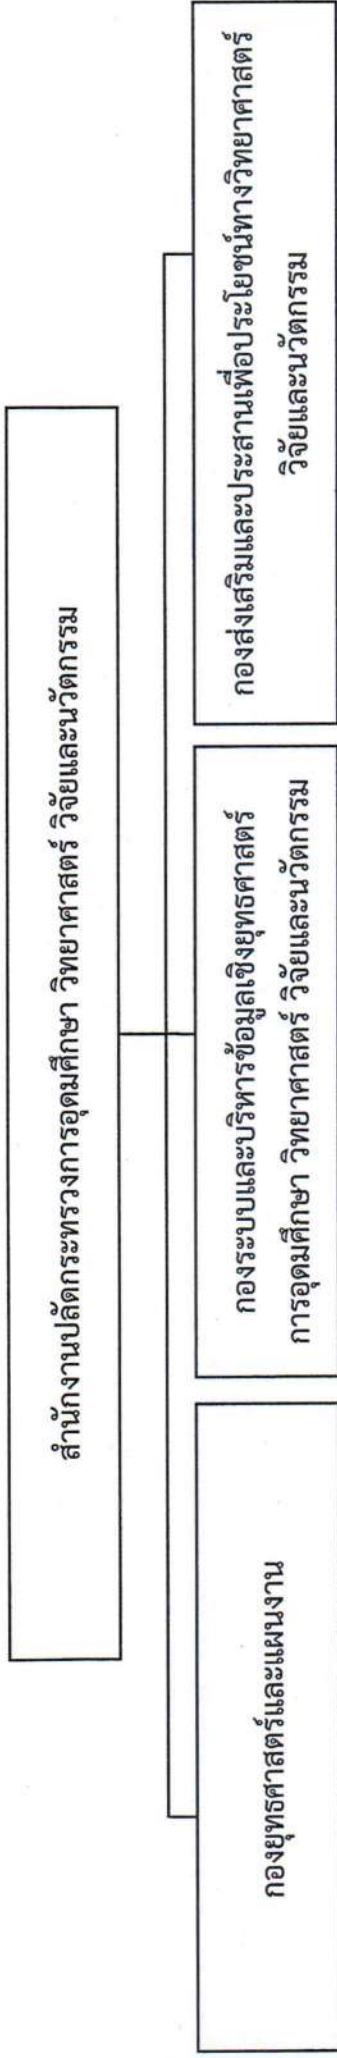 สำนักงานปลัดกระทรวงการอุดมศึกษา วิทยาศาสตร์ วิจัยและนวัตกรรม
กองยุทธศาสตร์และแผนงาน
กองระบบและบริหารข้อมูลเชิงยุทธศาสตร์
การอุดมศึกษา วิทยาศาสตร์ วิจัยและนวัตกรรม
กองส่งเสริมและประสานเพื่อประโยชน์ทางวิทยาศาสตร์
วิจัยและนวัตกรรม